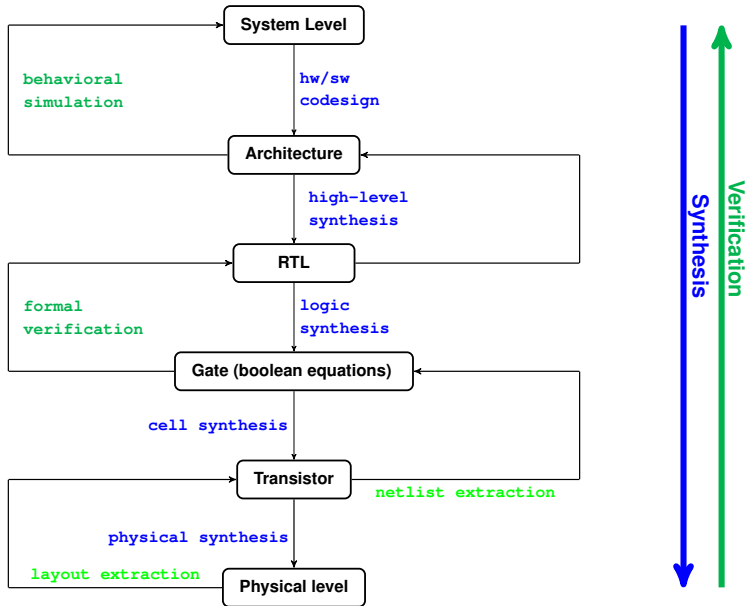 System Level
behavioral
simulation
hw/sw
codesign
Architecture
high-level
synthesis
RTL
formal
verification
logic
synthesis
Gate (boolean equations)
cell synthesis
Transistor
netlist extraction
physical synthesis
layout extraction
Physical level
Synthesis
Verification